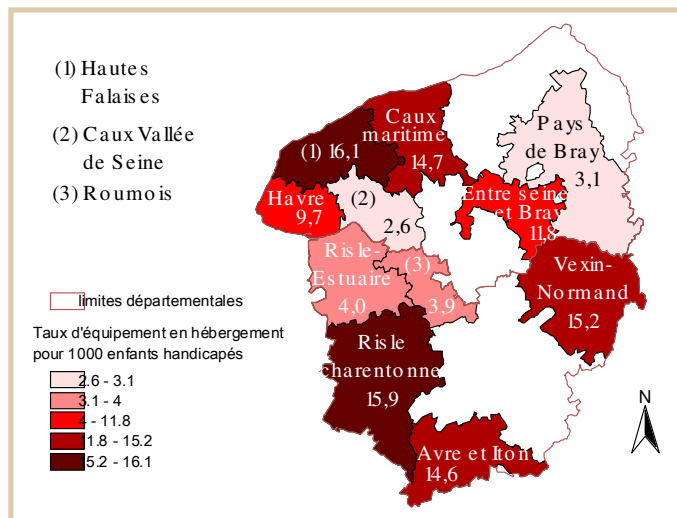 (1) Hautes
Falaises
(2) Caux Vallée
de Seine
(3) Roumois
Caux
maritime
14,7
(1) 16,1
Pays
de Bray
3,1
Havre
9,7
(2)
2,6
Entre seine
et Bray
11,8
Risle-
Estuaire
4,0
(3)
3,9
Vexin-
Normand
15,2
Risle
charentonne
15,9
Avre et Iton
14,6
limites départementales
Taux d'équipement en hébergement
pour 1000 enfants handicapés
2.6 - 3.1
3.1 - 4
4 - 11.8
11.8 - 15.2
15.2 - 16.1
N